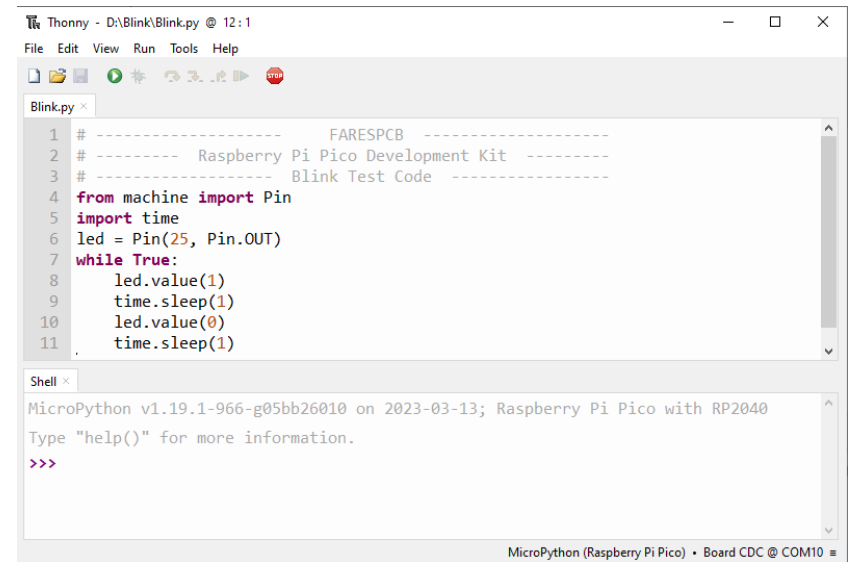 Thonny - D:\Blink\Blink.py @ 12:1
File Edit View Run Tools Help
STOP
Blink.py ×
1 # -------------------- FARESPCB --------------------
2 # --------- Raspberry Pi Pico Development Kit ---------
3 # ------------------- Blink Test Code -----------------
4 from machine import Pin
5 import time
6 led = Pin(25, Pin.OUT)
7 while True:
8     led.value(1)
9     time.sleep(1)
10     led.value(0)
11     time.sleep(1)
Shell ×
MicroPython v1.19.1-966-g05bb26010 on 2023-03-13; Raspberry Pi Pico with RP2040
Type "help()" for more information.
>>>
MicroPython (Raspberry Pi Pico) • Board CDC @ COM10 ≡